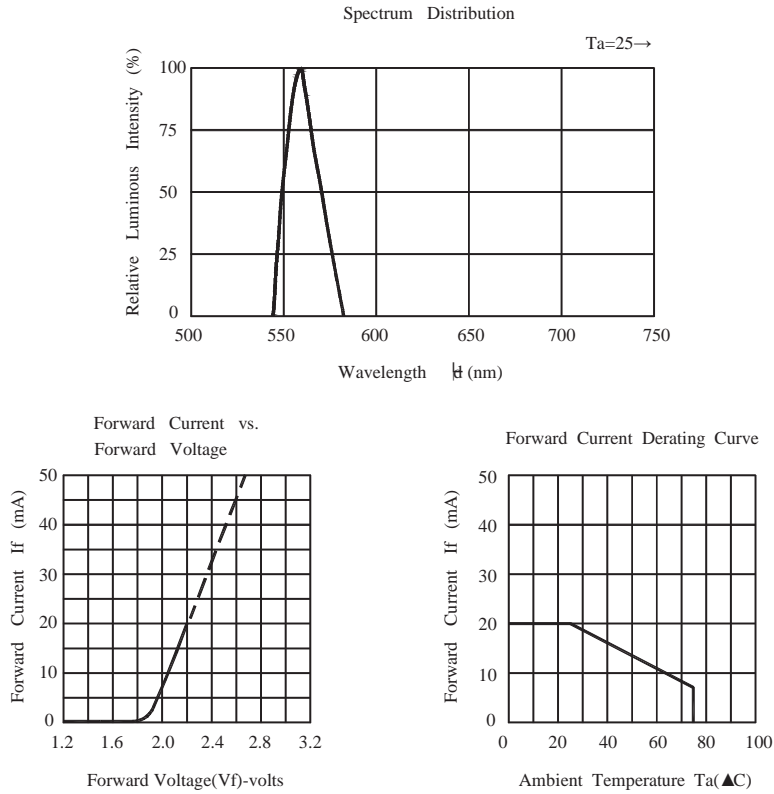 Spectrum Distribution
Ta=25→
Relative Luminous Intensity (%)
100
75
50
25
0
500 550 600 650 700 750
Wavelength (nm)
Forward Current vs.
Forward Voltage
Forward Current If (mA)
50
40
30
20
10
0
1.2 1.6 2.0 2.4 2.8 3.2
Forward Voltage(Vf)-volts
Forward Current Derating Curve
Forward Current If (mA)
50
40
30
20
10
0
0 20 40 60 80 100
Ambient Temperature Ta(▲C)